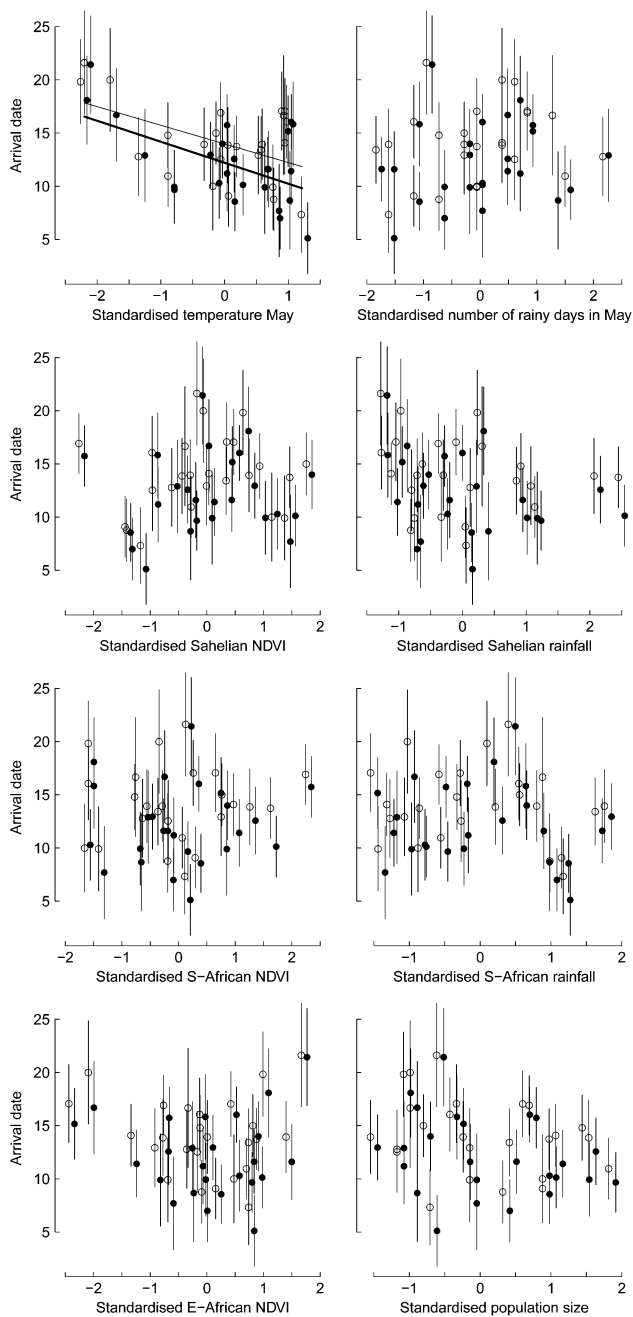 25
20
15
10
5
Arrival date
−2 −1 0 1
Standardised temperature May
−2 −1 0 1 2
Standardised number of rainy days in May
25
20
15
10
5
Arrival date
−2 −1 0 1 2
Standardised Sahelian NDVI
−1 0 1 2
Standardised Sahelian rainfall
25
20
15
10
5
Arrival date
−2 −1 0 1 2
Standardised S−African NDVI
−1 0 1 2
Standardised S−African rainfall
25
20
15
10
5
Arrival date
−2 −1 0 1 2
Standardised E−African NDVI
−2 −1 0 1 2
Standardised population size